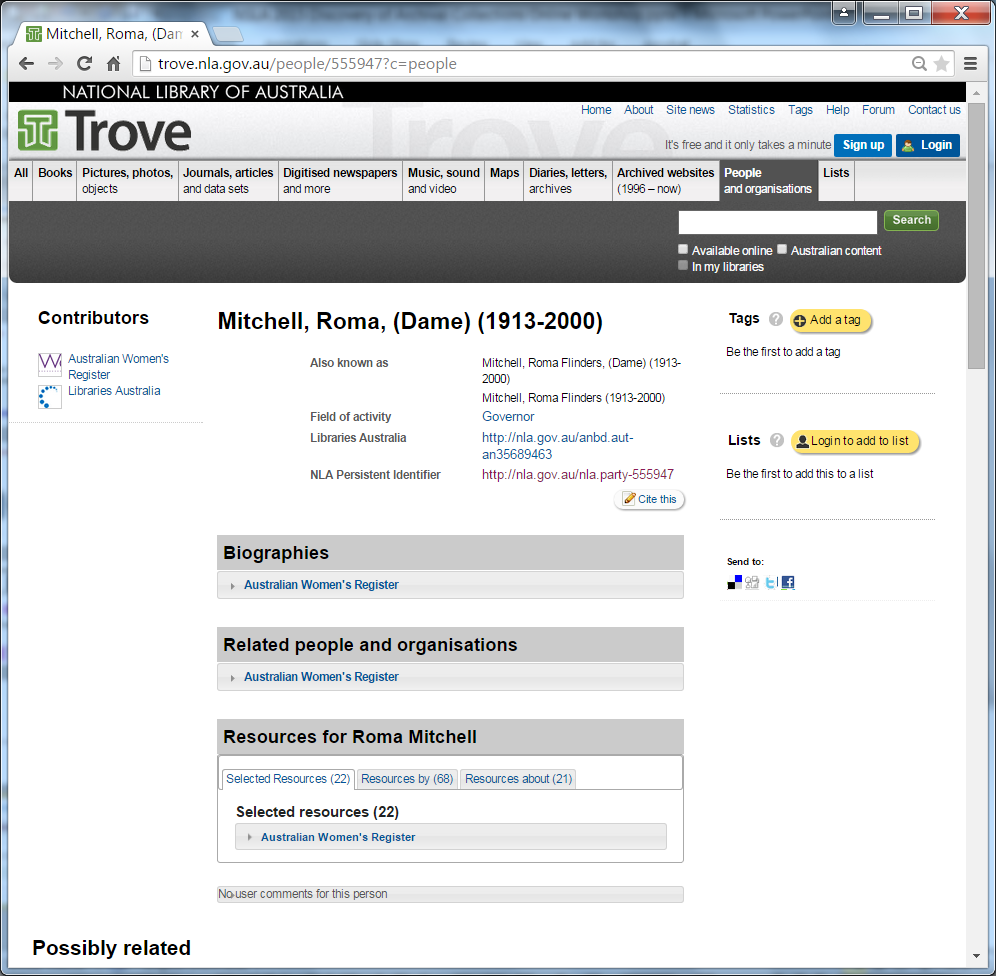 Mitchell, Roma, (Dam
trove.nla.gov.au/people/555947?c=people
NATIONAL LIBRARY OF AUSTRALIA
Trove
Home About Site news Statistics Tags Help Forum Contact us
It's free and it only takes a minute Sign up Login
All Books Pictures, photos, objects Journals, articles and data sets Digitised newspapers and more Music, sound and video Maps Diaries, letters, archives Archived websites (1996 – now) People and organisations Lists
Search
Available online Australian content
In my libraries
Contributors
Australian Women's
Register
Libraries Australia
Mitchell, Roma, (Dame) (1913-2000)
Also known as Mitchell, Roma Flinders, (Dame) (1913-
2000)
Mitchell, Roma Flinders (1913-2000)
Field of activity Governor
Libraries Australia http://nla.gov.au/anbd.aut-
an35689463
NLA Persistent Identifier http://nla.gov.au/nla.party-555947
Cite this
Biographies
Australian Women's Register
Related people and organisations
Australian Women's Register
Resources for Roma Mitchell
Selected Resources (22) Resources by (68) Resources about (21)
Selected resources (22)
Australian Women's Register
No user comments for this person
Possibly related
Tags ? Add a tag
Be the first to add a tag
Lists ? Login to add to list
Be the first to add this to a list
Send to: